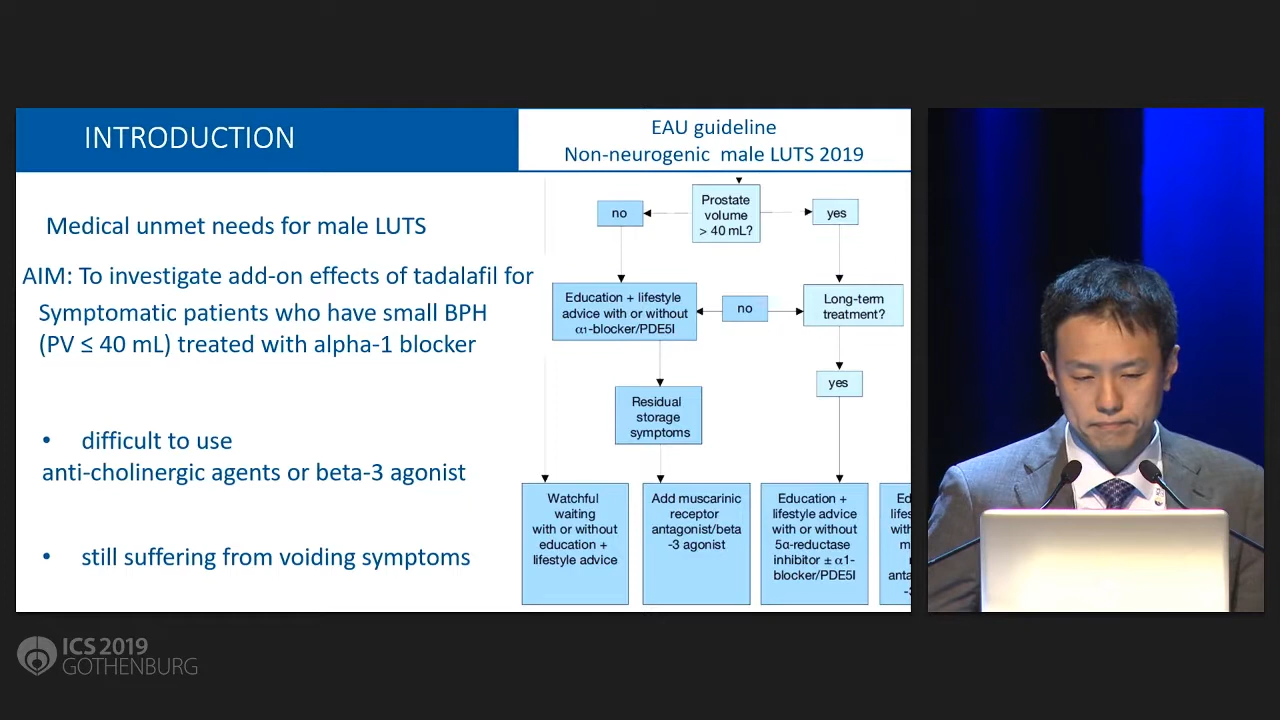 INTRODUCTION
EAU guideline
Non-neurogenic male LUTS 2019
Medical unmet needs for male LUTS
AIM: To investigate add-on effects of tadalafil for
Symptomatic patients who have small BPH
(PV ≤ 40 mL) treated with alpha-1 blocker
• difficult to use
anti-cholinergic agents or beta-3 agonist
• still suffering from voiding symptoms
no
Prostate
volume
> 40 mL?
yes
Education + lifestyle
advice with or without
α1-blocker/PDE5I
no
Long-term
treatment?
yes
Residual
storage
symptoms
Watchful
waiting
with or without
education +
lifestyle advice
Add muscarinic
receptor
antagonist/beta
-3 agonist
Education +
lifestyle advice
with or without
5α-reductase
inhibitor ± α1-
blocker/PDE5I
ICS 2019
GOTHENBURG